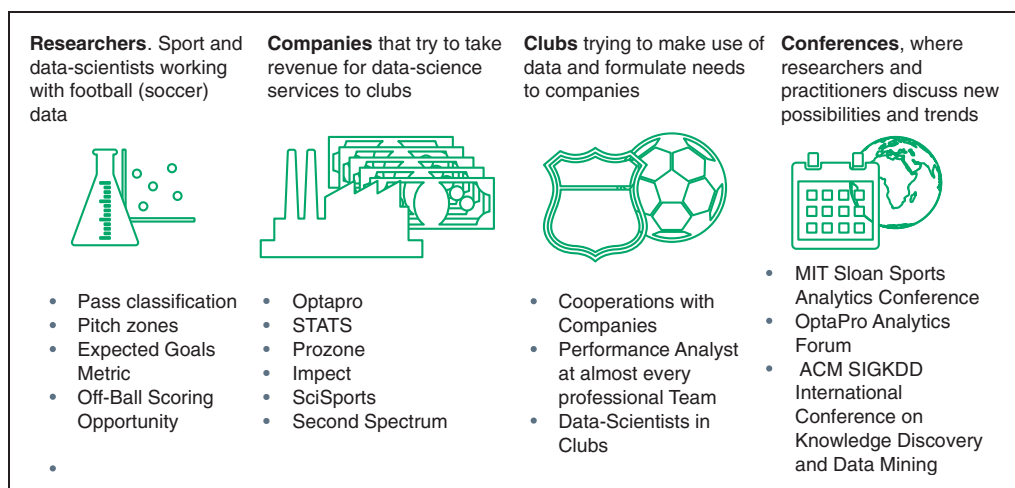 Researchers. Sport and
data-scientists working
with football (soccer)
data
• Pass classification
• Pitch zones
• Expected Goals
Metric
• Off-Ball Scoring
Opportunity
•
Companies that try to take
revenue for data-science
services to clubs
• Optapro
• STATS
• Prozone
• Impect
• SciSports
• Second Spectrum
Clubs trying to make use of
data and formulate needs
to companies
• Cooperations with
Companies
• Performance Analyst
at almost every
professional Team
• Data-Scientists in
Clubs
Conferences, where
researchers and
practitioners discuss new
possibilities and trends
• MIT Sloan Sports
Analytics Conference
• OptaPro Analytics
Forum
• ACM SIGKDD
International
Conference on
Knowledge Discovery
and Data Mining